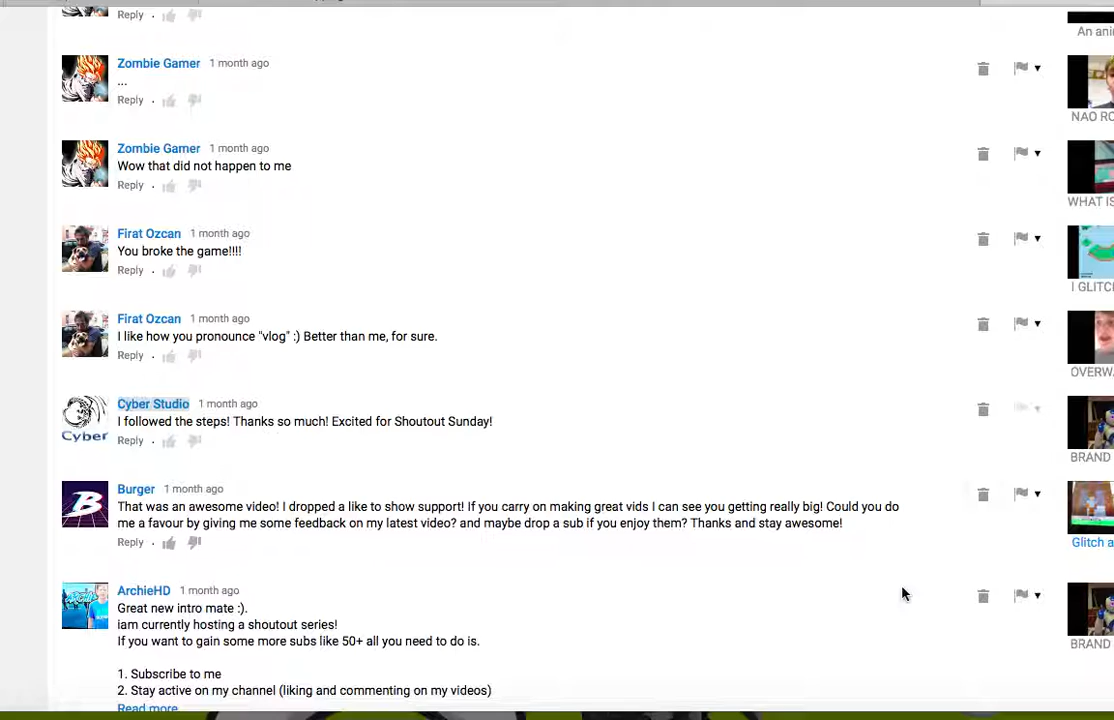 Reply ·
Zombie Gamer 1 month ago
...
Reply ·
Zombie Gamer 1 month ago
Wow that did not happen to me
Reply ·
Firat Ozcan 1 month ago
You broke the game!!!!
Reply ·
Firat Ozcan 1 month ago
I like how you pronounce "vlog" :) Better than me, for sure.
Reply ·
Cyber Studio 1 month ago
I followed the steps! Thanks so much! Excited for Shoutout Sunday!
Cyber
Reply ·
Burger 1 month ago
That was an awesome video! I dropped a like to show support! If you carry on making great vids I can see you getting really big! Could you do
me a favour by giving me some feedback on my latest video? and maybe drop a sub if you enjoy them? Thanks and stay awesome!
B
Reply ·
ArchieHD 1 month ago
Great new intro mate :).
iam currently hosting a shoutout series!
If you want to gain some more subs like 50+ all you need to do is.
1. Subscribe to me
2. Stay active on my channel (liking and commenting on my videos)
Read more
An ani
NAO RO
WHAT IS
I GLITC
OVERWA
BRAND
Glitch a
BRAND